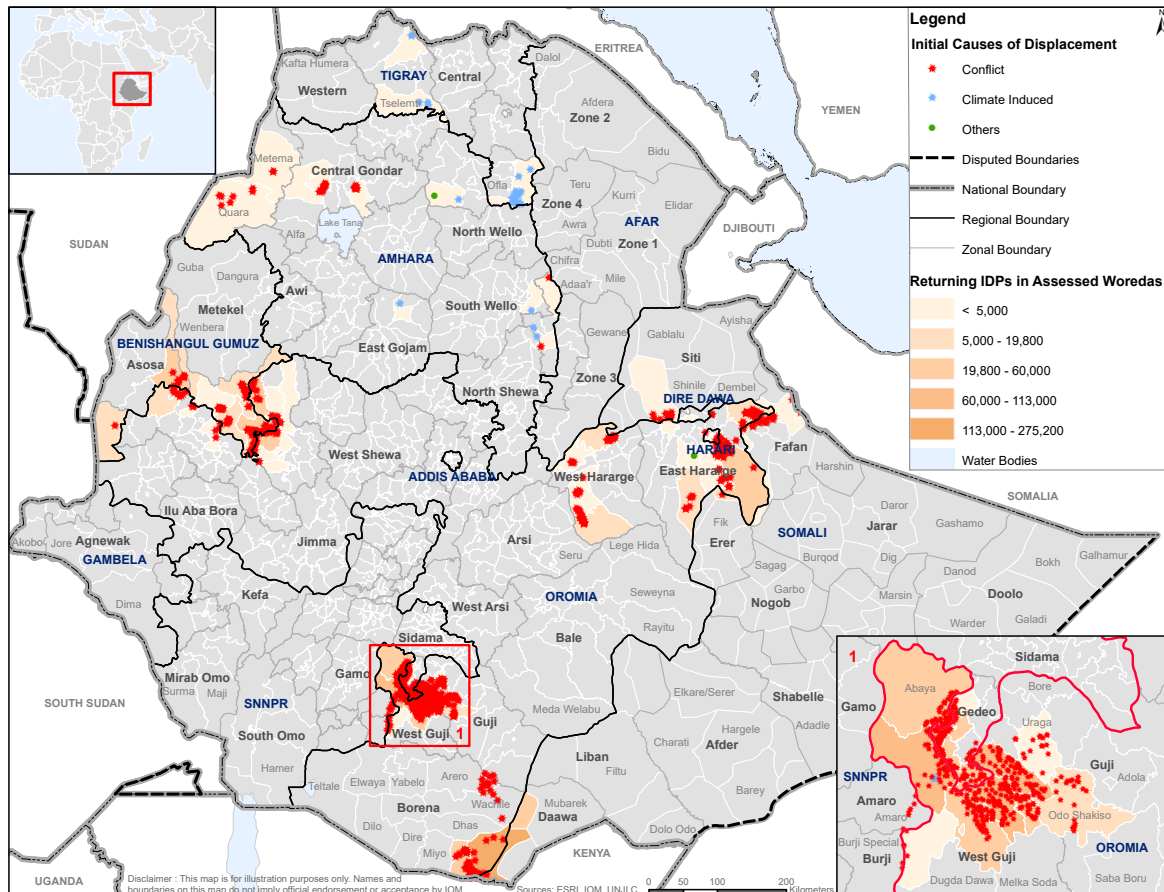 Legend
N
Initial Causes of Displacement
Conflict
Climate Induced
Others
Disputed Boundaries
National Boundary
Regional Boundary
Zonal Boundary
Returning IDPs in Assessed Woredas
< 5,000
5,000 - 19,800
19,800 - 60,000
60,000 - 113,000
113,000 - 275,200
Water Bodies
ERITREA
YEMEN
SUDAN
DJIBOUTI
SOMALIA
SOUTH SUDAN
UGANDA
KENYA
Kafta Humera
TIGRAY
Central
Western
Dalol
Tselemti
Afdera
Zone 2
Bidu
Metema
Central Gondar
Ofla
Teru
Kurri
Zone 4
Elidar
Quara
AFAR
Lake Tana
North Wello
Awra
Alfa
Dubti
Zone 1
Guba
AMHARA
Chifra
Dangura
Adaa'r
Mile
Awi
South Wello
Metekel
Gewane
Ayisha
Wenbera
Gablalu
BENISHANGUL GUMUZ
East Gojam
Siti
Asosa
Zone 3
Shinile
Dembel
North Shewa
DIRE DAWA
HARARI
Fafan
West Shewa
West Hararge
East Hararge
ADDIS ABABA
Harshin
Ilu Aba Bora
Daror
Fik
SOMALI
Jarar
Gashamo
Akobo
Jore
Agnewak
Jimma
Arsi
Erer
GAMBELA
Seru
Lege Hida
Burqod
Dig
Galhamur
Sagag
Bokh
Danod
Kefa
Garbo
Marsin
Doolo
Dima
West Arsi
OROMIA
Seweyna
Nogob
Galadi
Rayitu
Warder
Sidama
Bale
Mirab Omo
Gamo
Surma
Maji
Elkare/Serer
Shabelle
SNNPR
Meda Welabu
Hargele
Adadle
West Guji
1
Guji
South Omo
Charati
Afder
Liban
Hamer
Filtu
Teltale
Elwaya
Yabelo
Arero
Barey
Borena
Wachile
Mubarek
Daawa
Dilo
Dhas
Dire
Dolo Odo
Miyo
1
Sidama
Abaya
Bore
Gamo
Gedeo
Uraga
Guji
SNNPR
Adola
Amaro
Amaro
Odo Shakiso
Burji Special
Burji
West Guji
OROMIA
Dugda Dawa
Melka Soda
Saba Boru
Disclaimer : This map is for illustration purposes only. Names and
boundaries on this map do not imply official endorsement or acceptance by IOM
Sources: ESRI, IOM, UNJLC
0 50 100 200
Kilometers